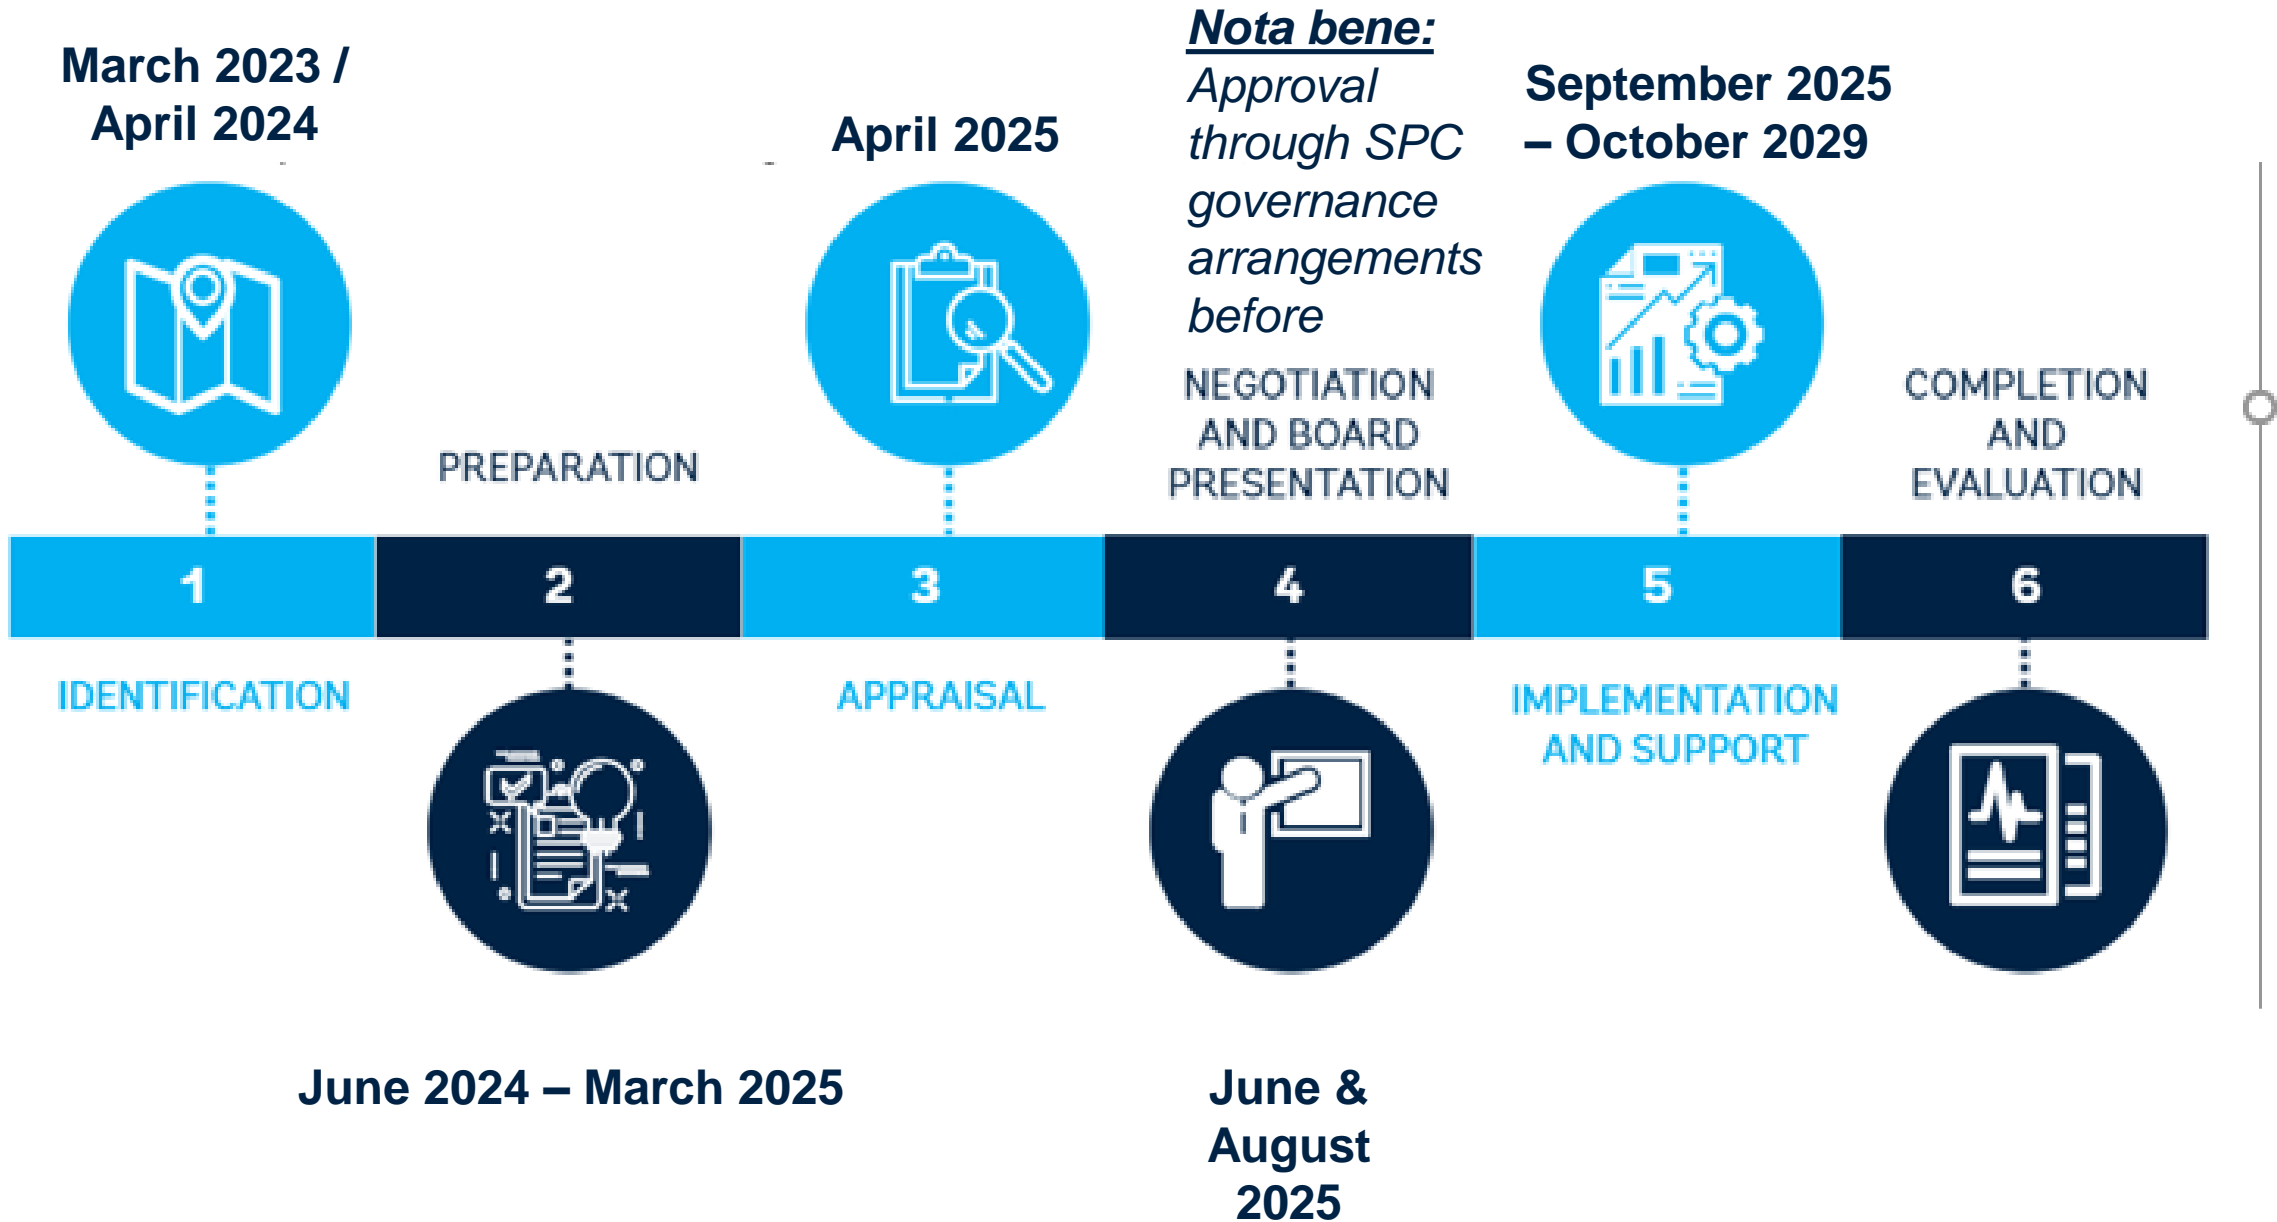 March 2023 /
April 2024
April 2025
Nota bene:
Approval
through SPC
governance
arrangements
before
September 2025
– October 2029
PREPARATION
NEGOTIATION
AND BOARD
PRESENTATION
COMPLETION
AND
EVALUATION
1
2
3
4
5
6
IDENTIFICATION
APPRAISAL
IMPLEMENTATION
AND SUPPORT
June 2024 – March 2025
June &
August
2025